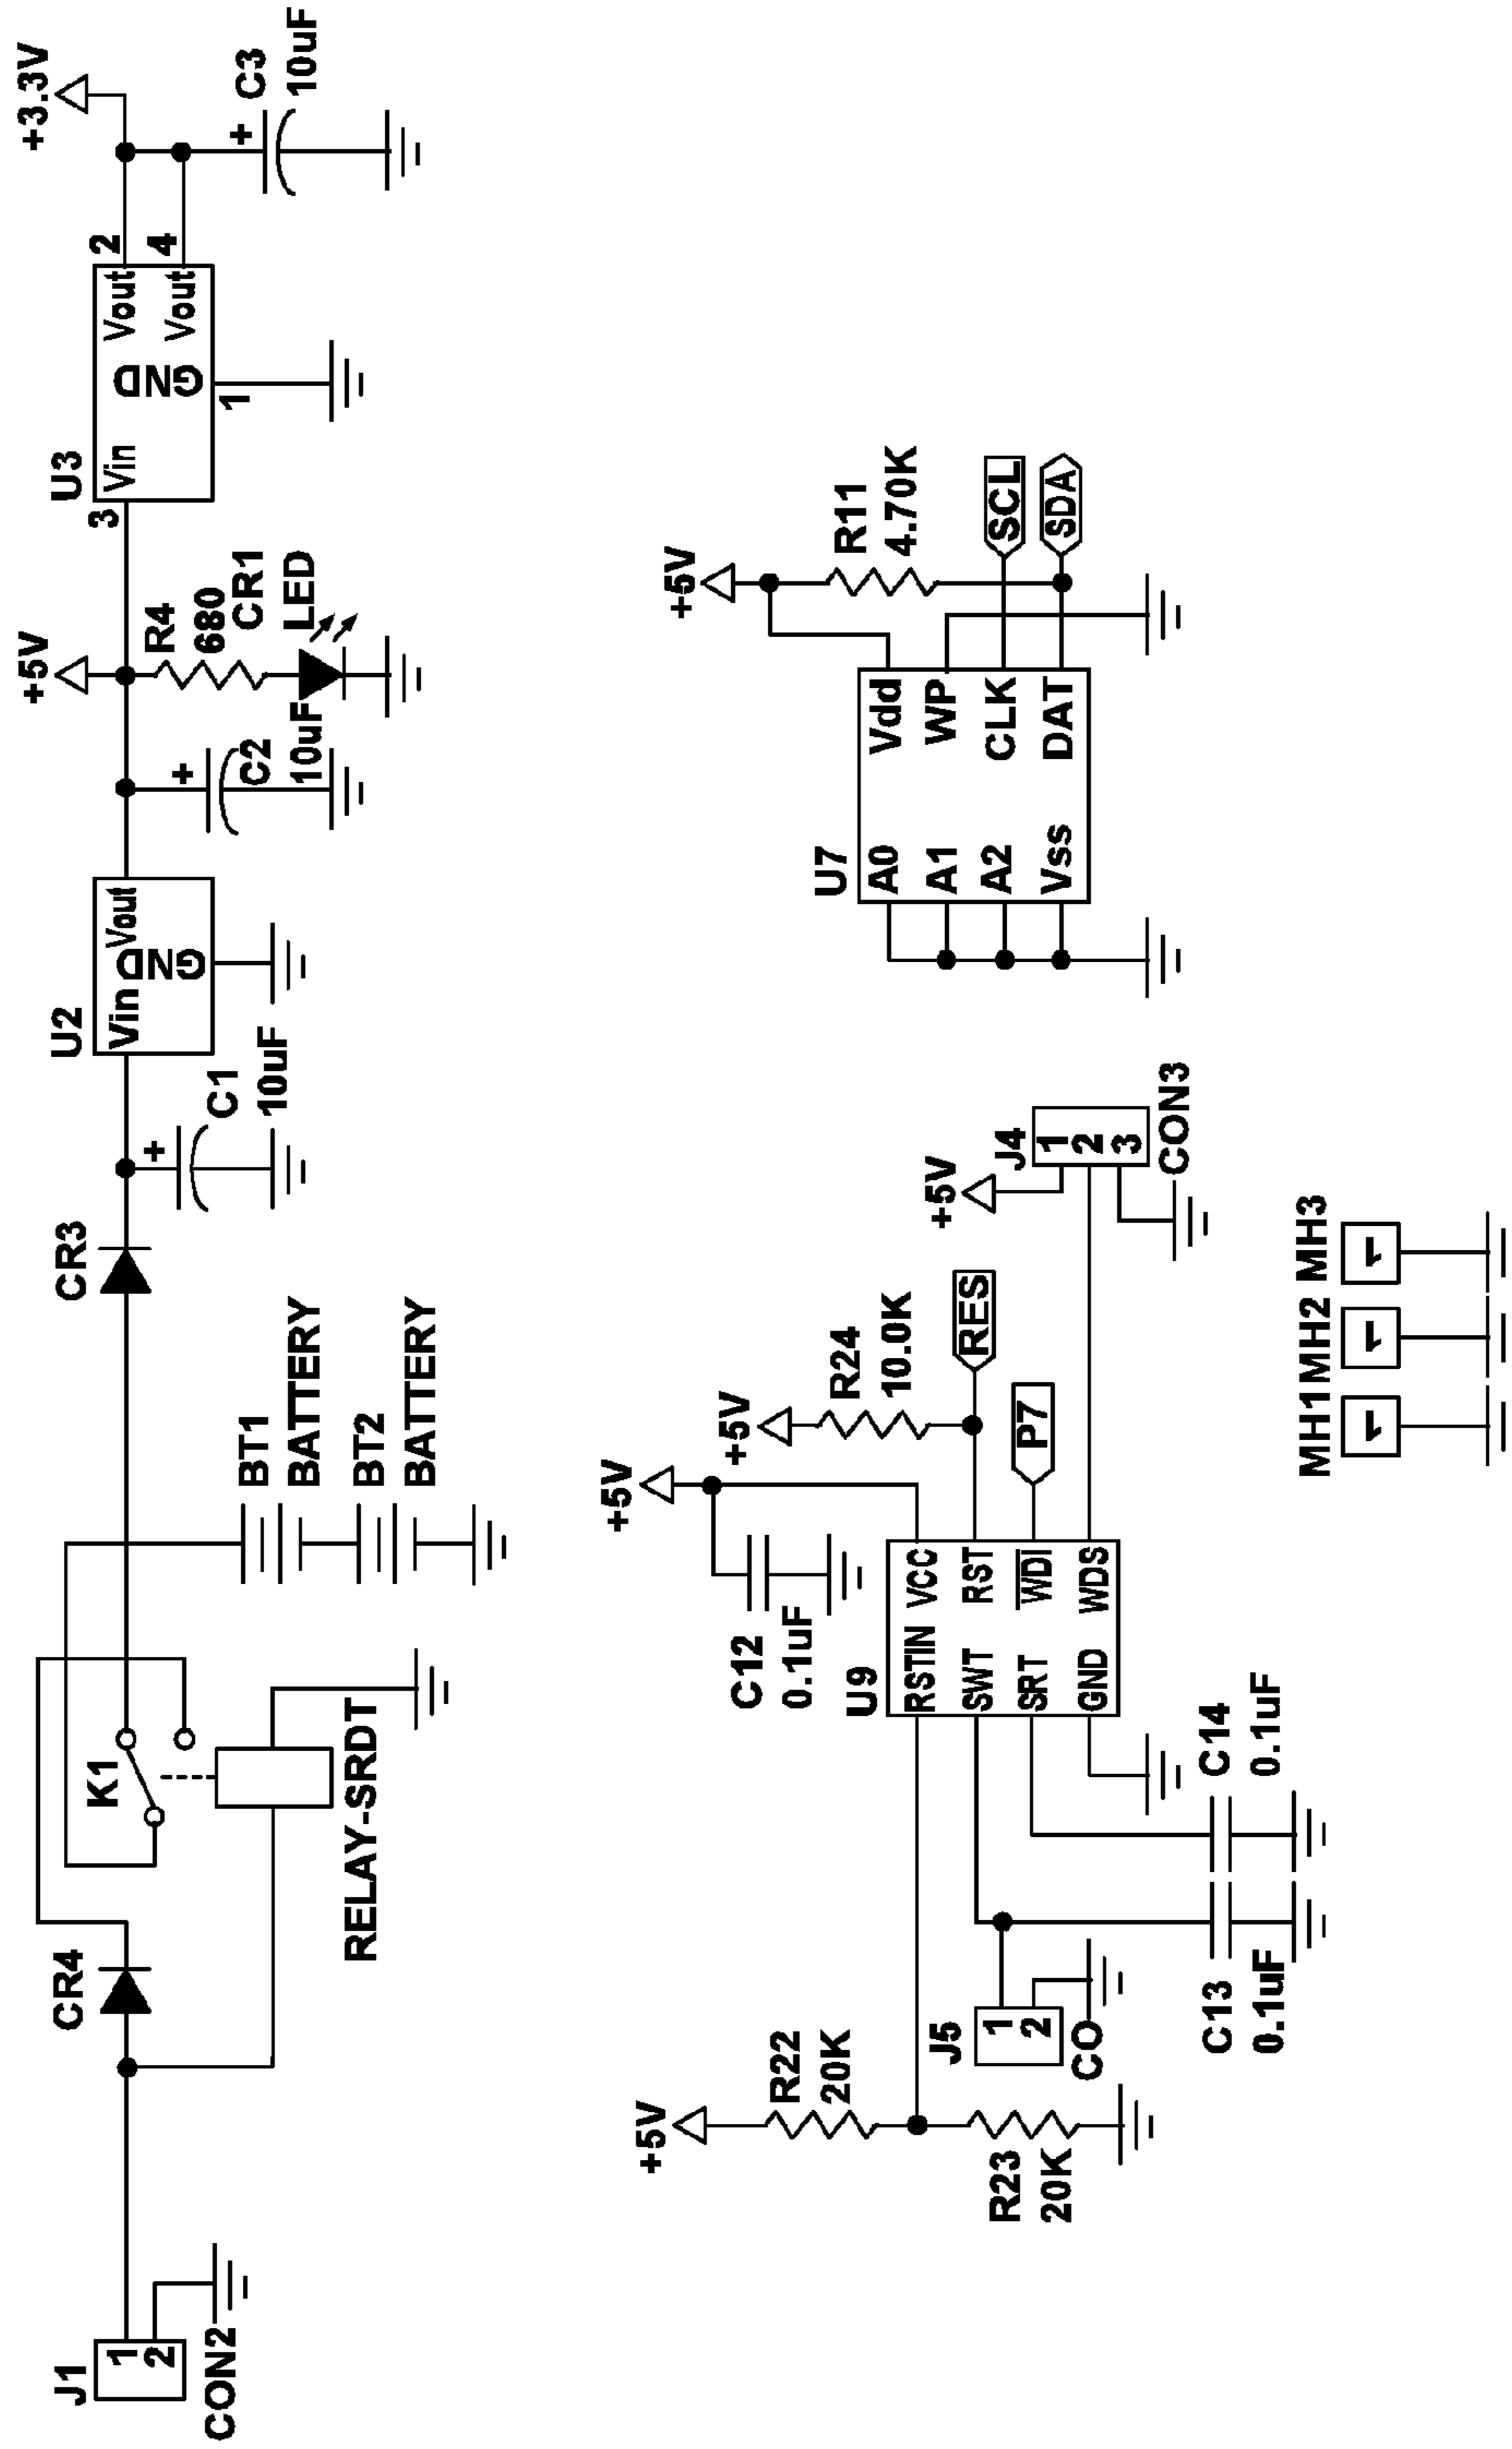 J1
1
2
CON2
CR4
K1
RELAY-SRDT
BT1
BATTERY
BT2
BATTERY
CR3
C1
10uF
+
U2
Vin
Vout
GND
+
C2
10uF
+5V
R4
680
CR1
LED
U3
3
Vin
Vout
2
Vout
4
GND
1
+3.3V
+
C3
10uF
+5V
R22
20K
R23
20K
J5
1
2
CO
C13
0.1uF
C14
0.1uF
U9
RSTIN
VCC
SWT
RST
SRT
WDI
GND
WDS
C12
0.1uF
+5V
+5V
R24
10.0K
RES
P7
+5V
J4
1
2
3
CON3
U7
A0
Vdd
A1
WP
A2
CLK
Vss
DAT
+5V
R11
4.70K
SCL
SDA
MH1
1
MH2
1
MH3
1